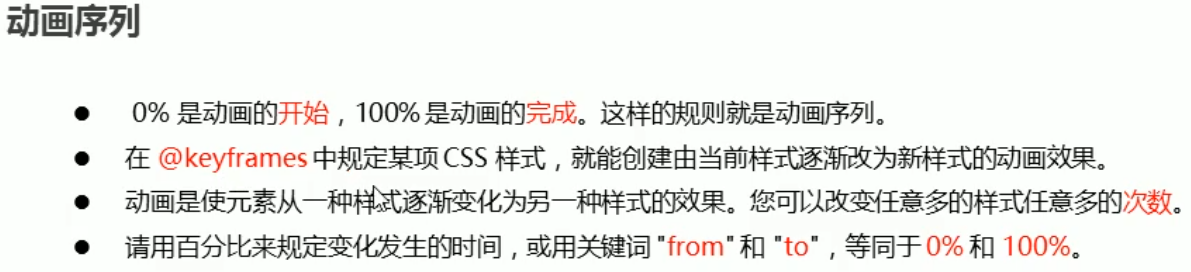 动画序列
● 0% 是动画的开始，100% 是动画的完成。这样的规则就是动画序列。
● 在 @keyframes 中规定某项 CSS 样式，就能创建由当前样式逐渐改为新样式的动画效果。
● 动画是使元素从一种样式逐渐变化为另一种样式的效果。您可以改变任意多的样式任意多的次数。
● 请用百分比来规定变化发生的时间，或用关键词 "from" 和 "to"，等同于 0% 和 100%。